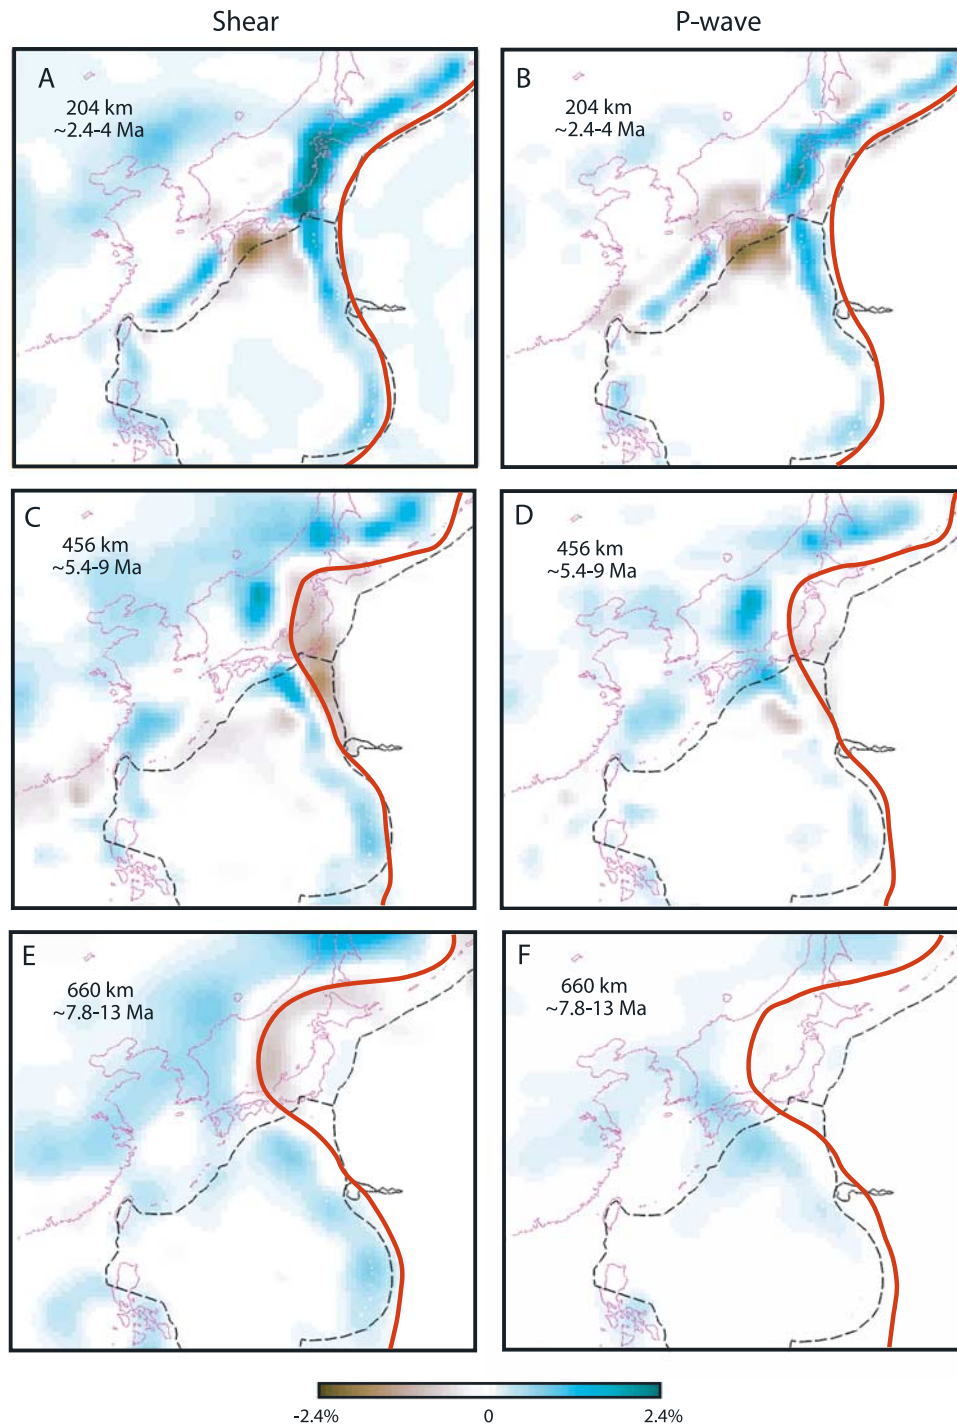 Shear
P-wave
A
204 km
~2.4-4 Ma
B
204 km
~2.4-4 Ma
C
456 km
~5.4-9 Ma
D
456 km
~5.4-9 Ma
E
660 km
~7.8-13 Ma
F
660 km
~7.8-13 Ma
-2.4%
0
2.4%